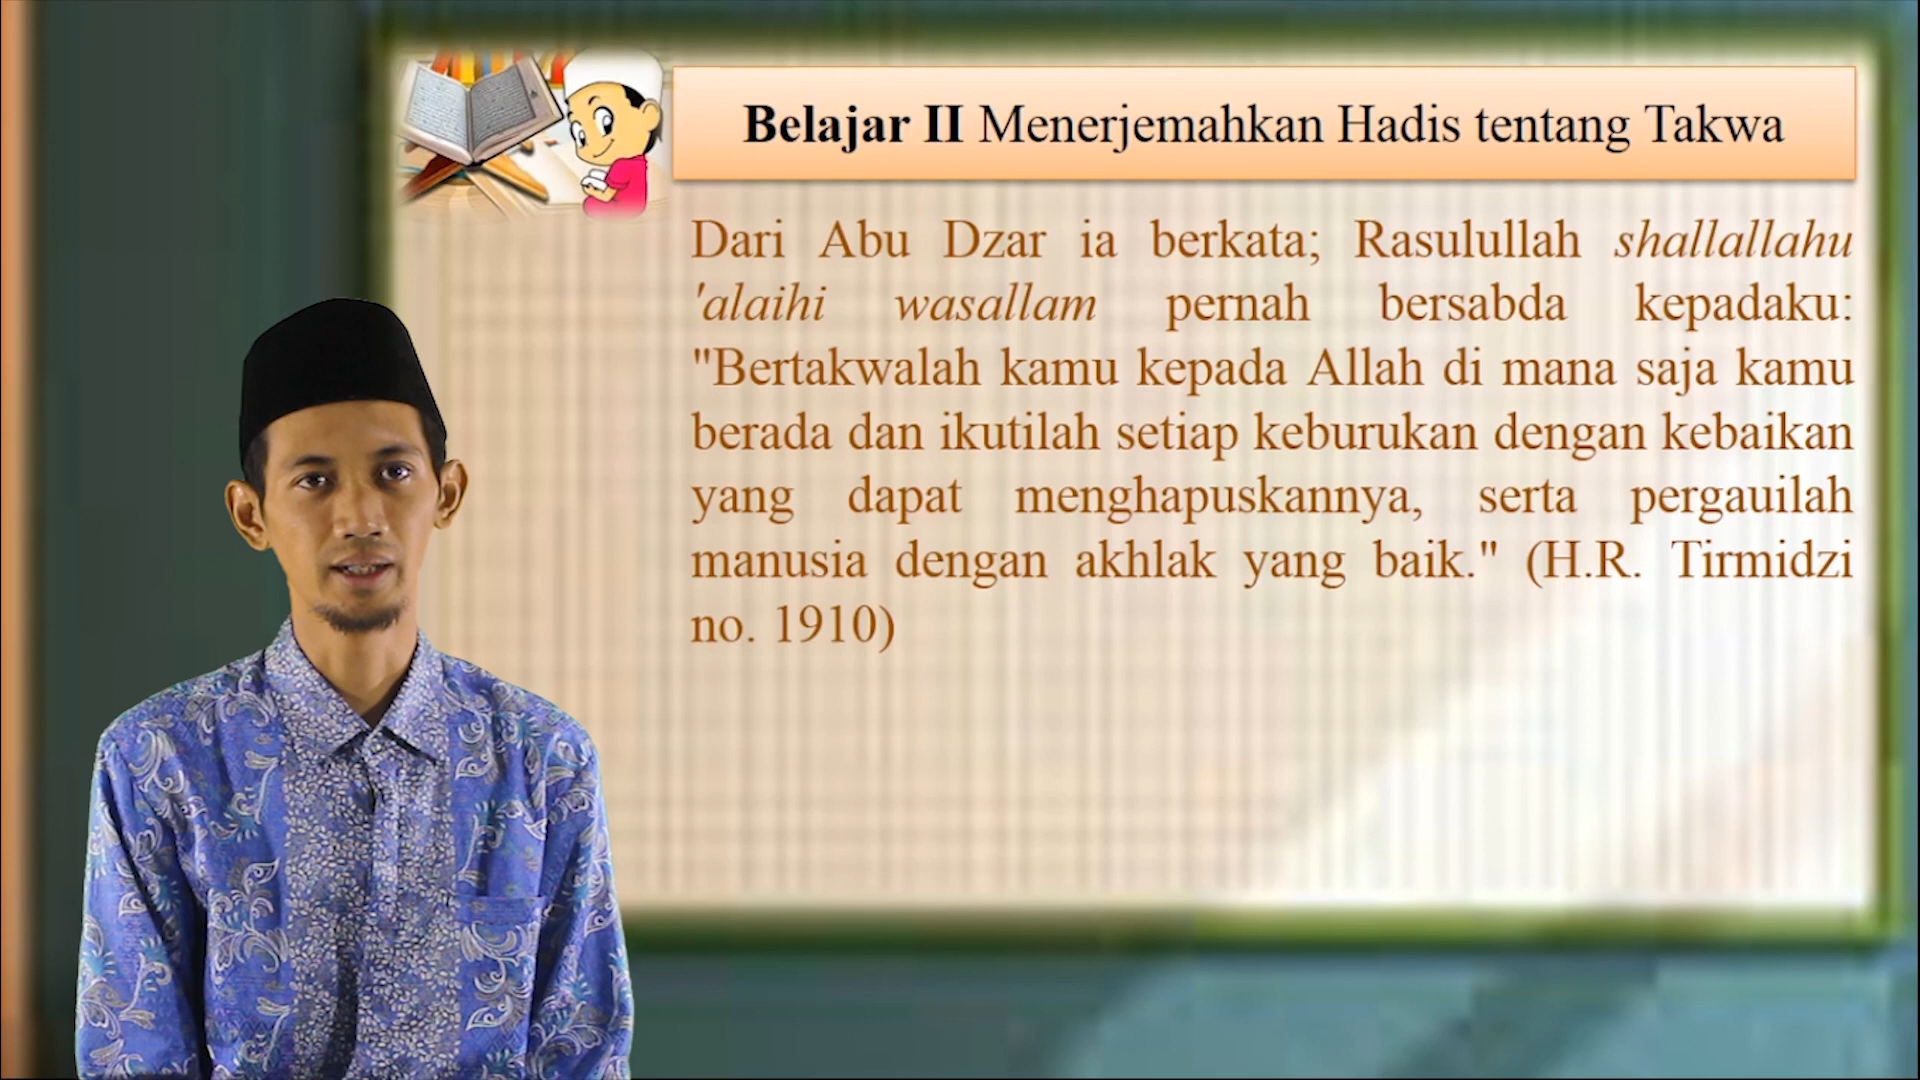 Belajar II Menerjemahkan Hadis tentang Takwa
Dari Abu Dzar ia berkata; Rasulullah shallallahu
'alaihi wasallam pernah bersabda kepadaku:
"Bertakwalah kamu kepada Allah di mana saja kamu
berada dan ikutilah setiap keburukan dengan kebaikan
yang dapat menghapuskannya, serta pergauilah
manusia dengan akhlak yang baik." (H.R. Tirmidzi
no. 1910)